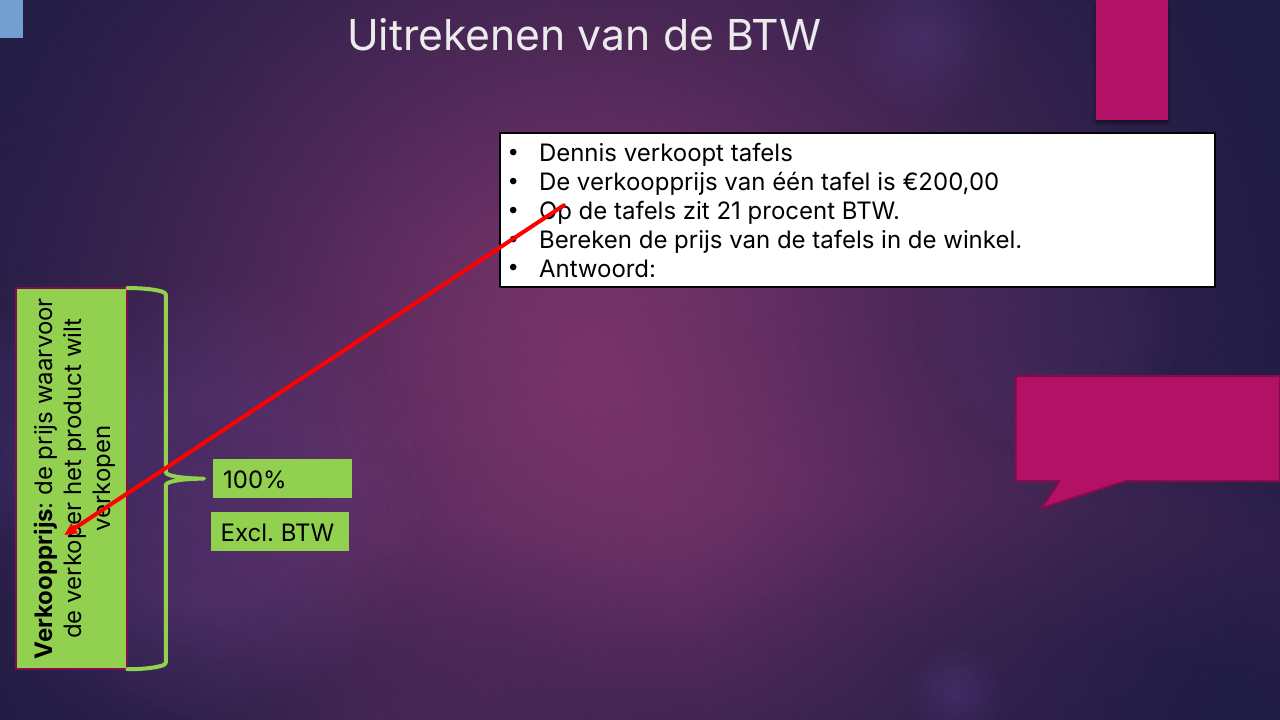 Uitrekenen van de BTW
• Dennis verkoopt tafels
• De verkoopprijs van één tafel is €200,00
• Op de tafels zit 21 procent BTW.
• Bereken de prijs van de tafels in de winkel.
• Antwoord:
Verkoopprijs: de prijs waarvoor
de verkoper het product wilt
verkopen
100%
Excl. BTW